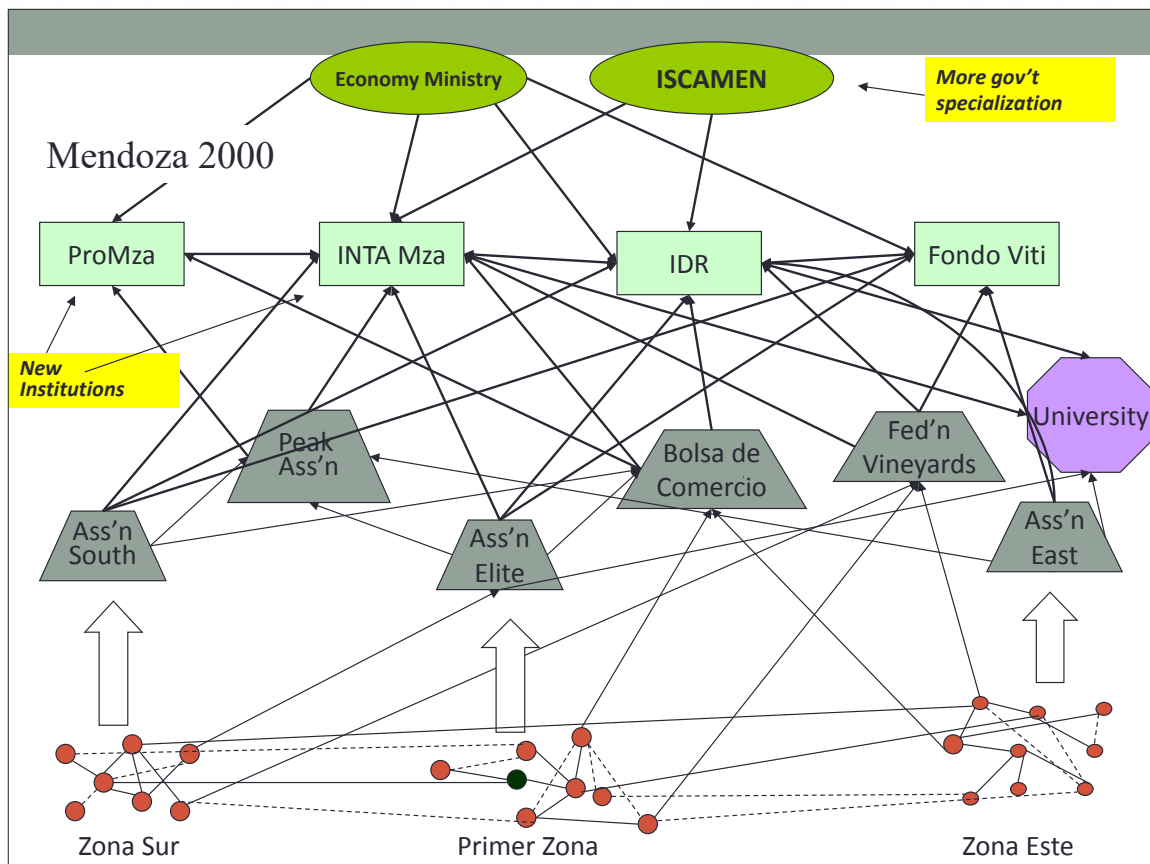 Economy Ministry
ISCAMEN
More gov't
specialization
Mendoza 2000
ProMza
INTA Mza
IDR
Fondo Viti
New
Institutions
Peak
Ass'n
Bolsa de
Comercio
Fed'n
Vineyards
University
Ass'n
South
Ass'n
Elite
Ass'n
East
Zona Sur
Primer Zona
Zona Este